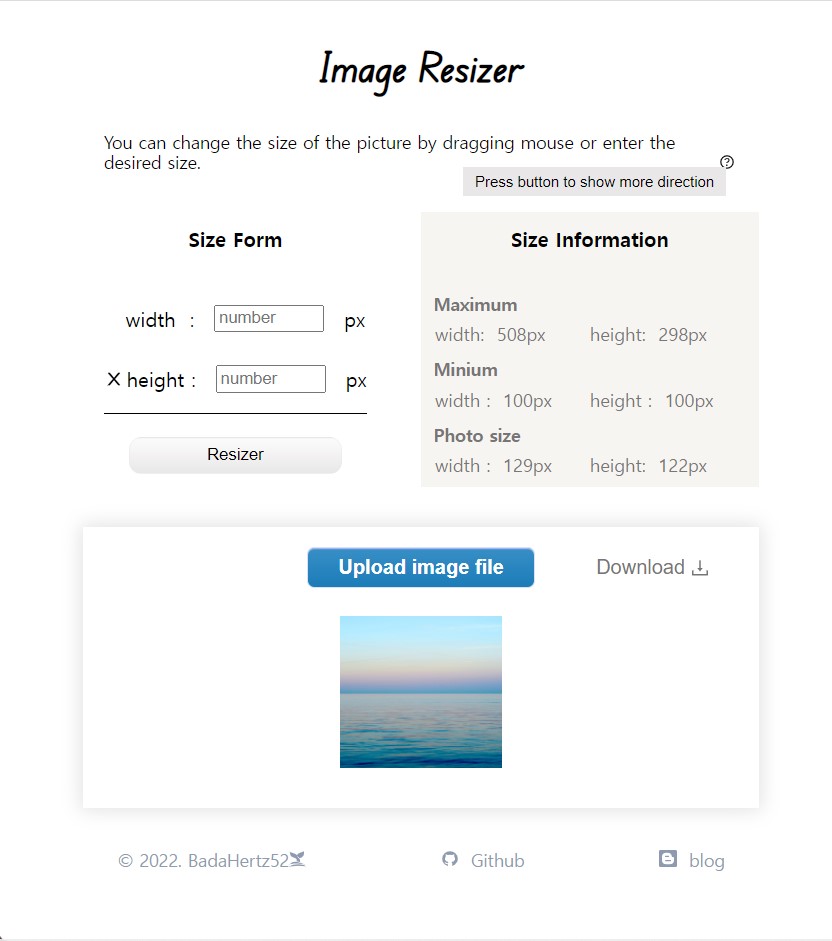 Image Resizer
You can change the size of the picture by dragging mouse or enter the
desired size.
Press button to show more direction
Size Form
width : number px
X height : number px
Resizer
Size Information
Maximum
width: 508px height: 298px
Minium
width : 100px height : 100px
Photo size
width : 129px height: 122px
Upload image file
Download
© 2022. BadaHertz52
Github
blog